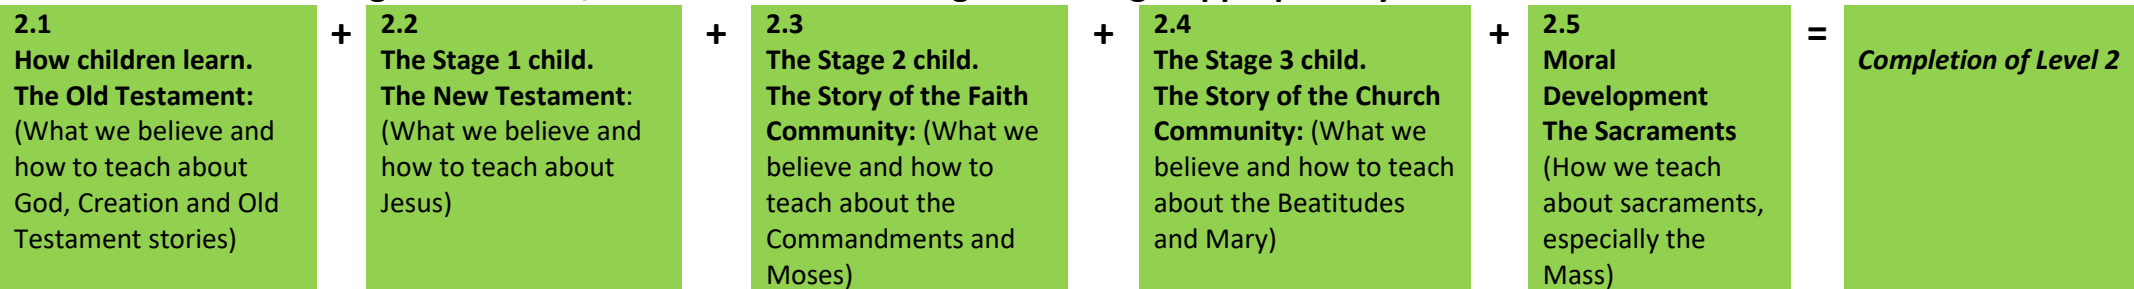 2.1
How children learn.
The Old Testament:
(What we believe and
how to teach about
God, Creation and Old
Testament stories)
+
2.2
The Stage 1 child.
The New Testament:
(What we believe and
how to teach about
Jesus)
+
2.3
The Stage 2 child.
The Story of the Faith
Community: (What we
believe and how to
teach about the
Commandments and
Moses)
+
2.4
The Stage 3 child.
The Story of the Church
Community: (What we
believe and how to teach
about the Beatitudes
and Mary)
+
2.5
Moral
Development
The Sacraments
(How we teach
about sacraments,
especially the
Mass)
=
Completion of Level 2